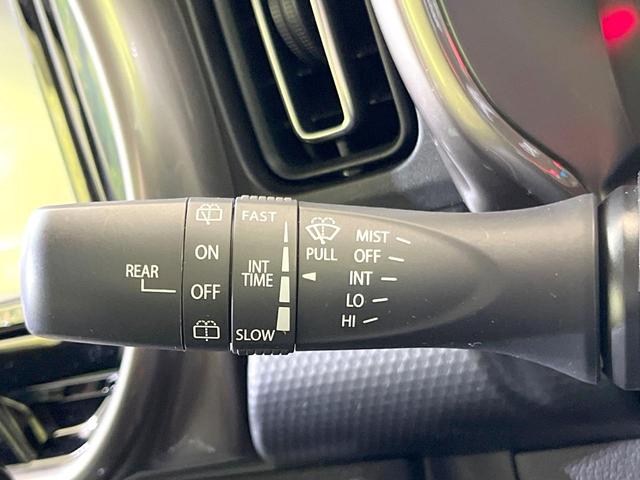 REAR
ON
OFF
FAST
INT
TIME
SLOW
PULL
MIST
OFF
INT
LO
HI